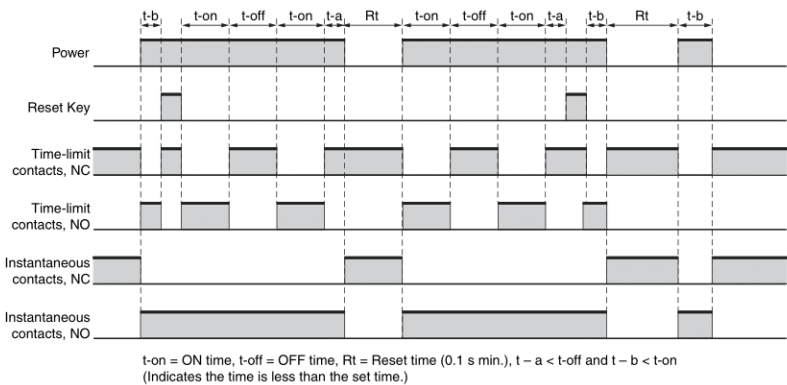 t-b t-on t-off t-on t-a Rt t-on t-off t-on t-a t-b Rt t-b
Power
Reset Key
Time-limit
contacts, NC
Time-limit
contacts, NO
Instantaneous
contacts, NC
Instantaneous
contacts, NO
t-on = ON time, t-off = OFF time, Rt = Reset time (0.1 s min.), t – a < t-off and t – b < t-on
(Indicates the time is less than the set time.)